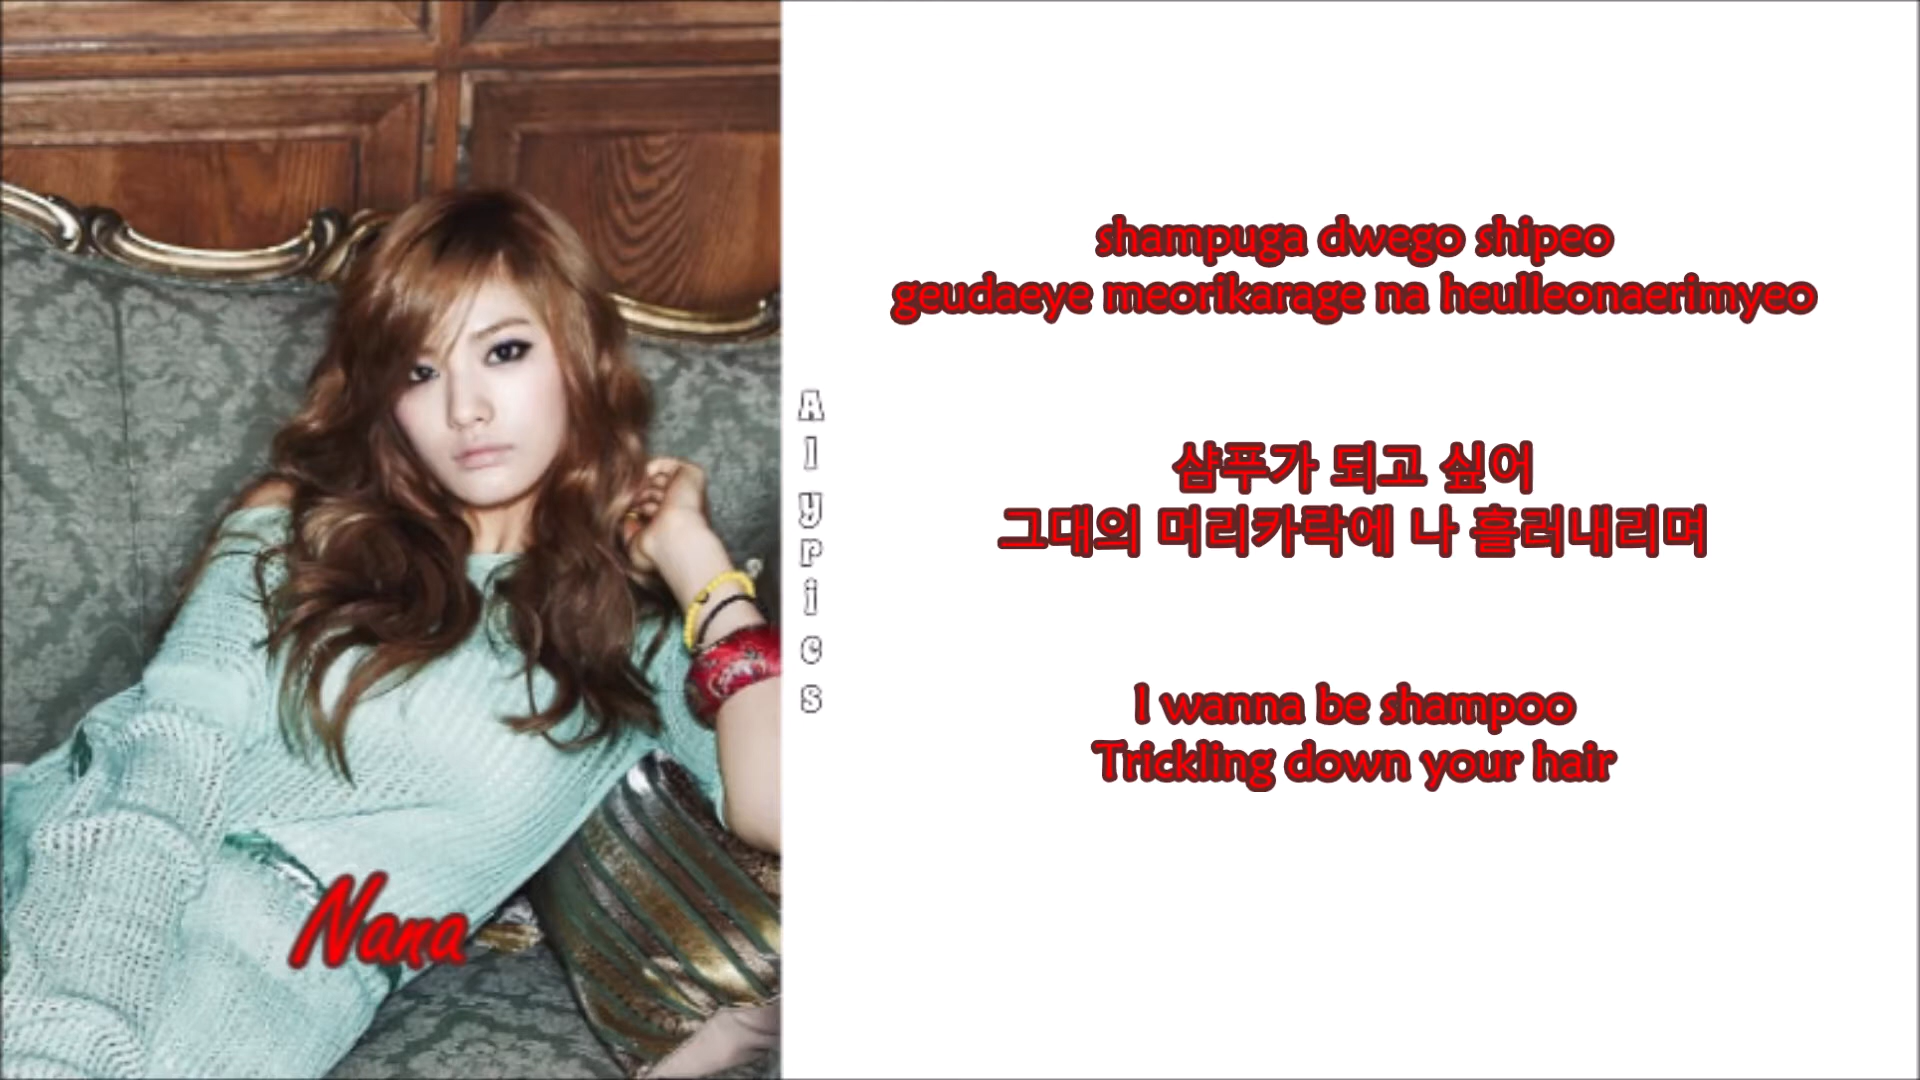 shampuga dwego shipeo
geudaeye meorikarage na heulleonaerimyeo
샴푸가 되고 싶어
그대의 머리카락에 나 흘러내리며
I wanna be shampoo
Trickling down your hair
Nana
AlyPics